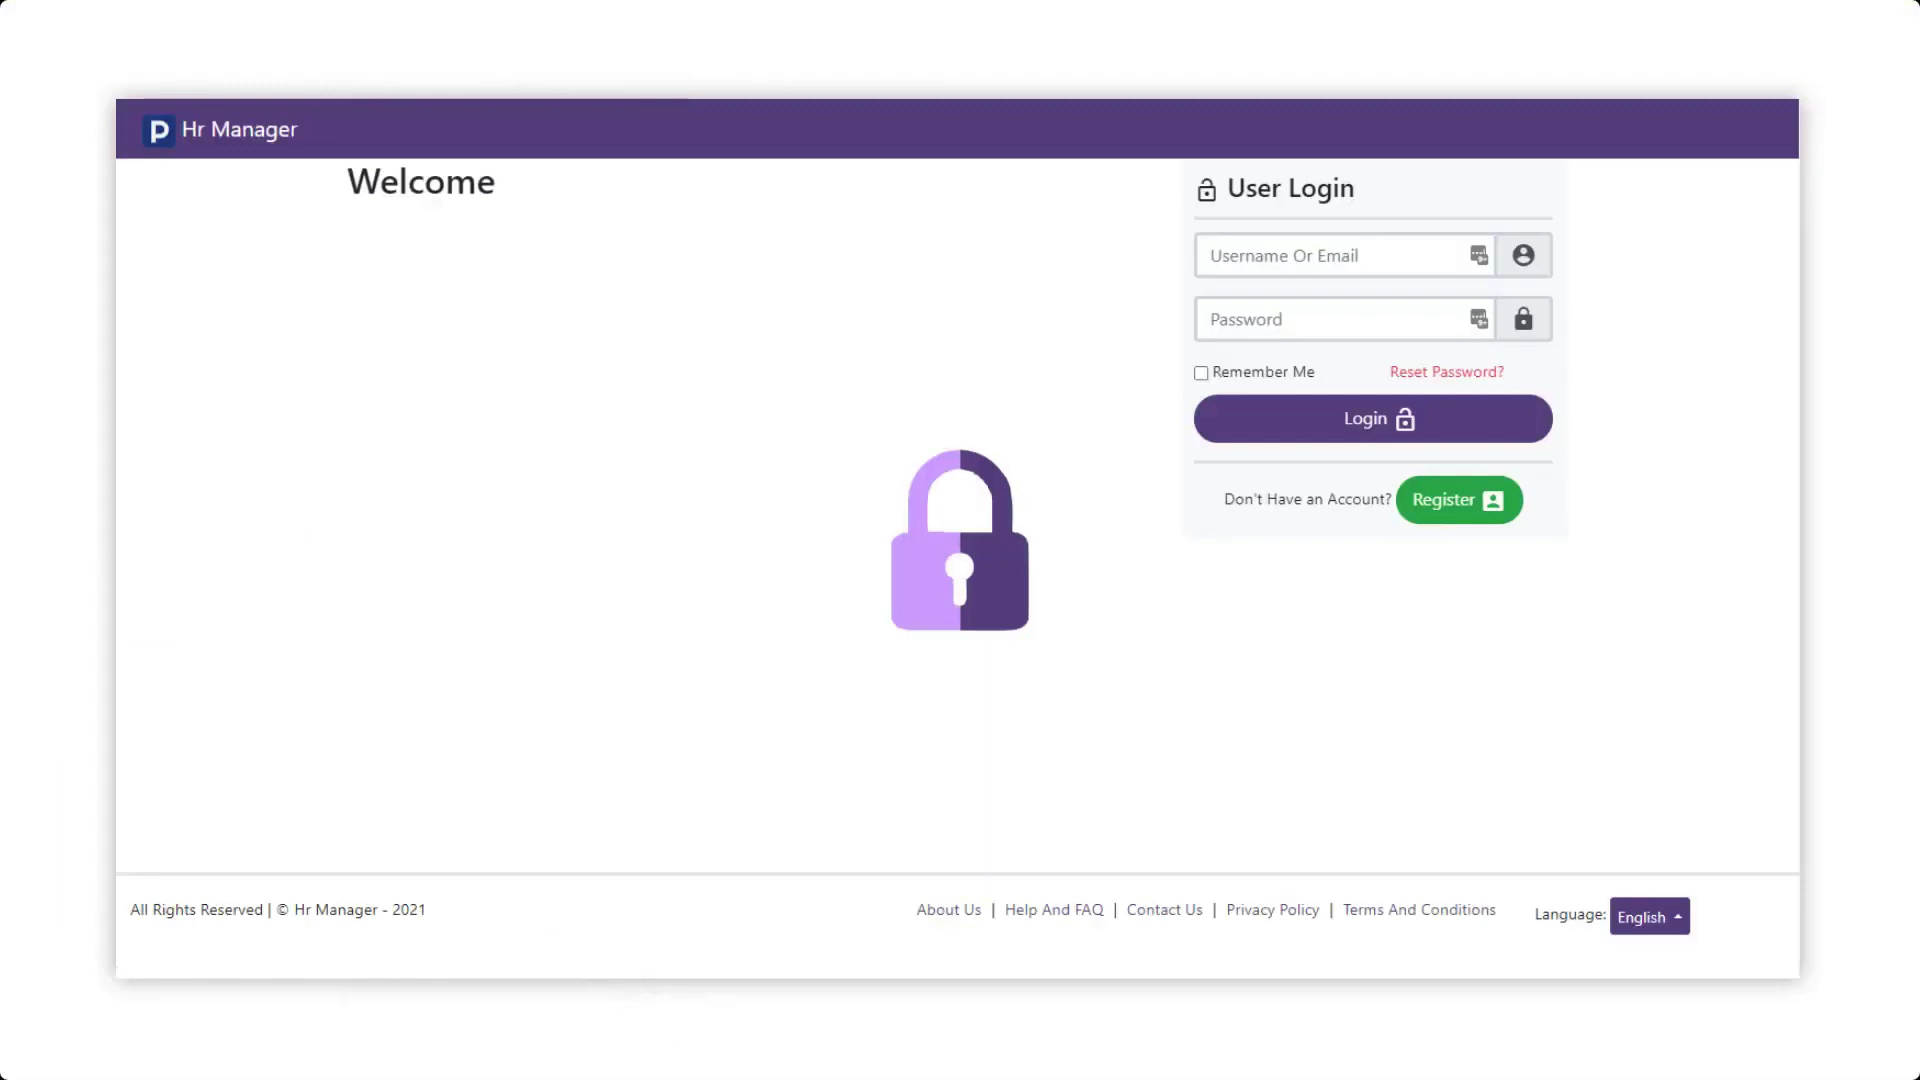 P Hr Manager
Welcome
User Login
Username Or Email
Password
Remember Me
Reset Password?
Login
Don't Have an Account? Register
All Rights Reserved | © Hr Manager - 2021
About Us | Help And FAQ | Contact Us | Privacy Policy | Terms And Conditions
Language: English